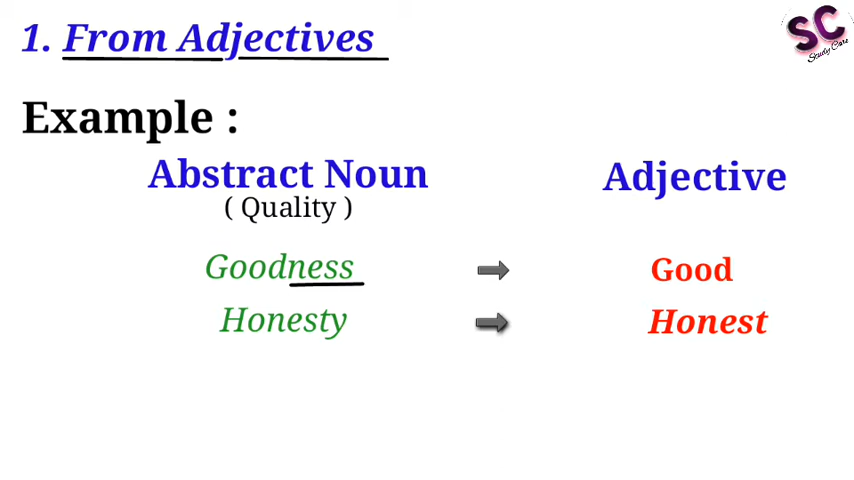 1. From Adjectives
SC
Study Care
Example :
Abstract Noun Adjective
( Quality )
Goodness ➡ Good
Honesty ➡ Honest